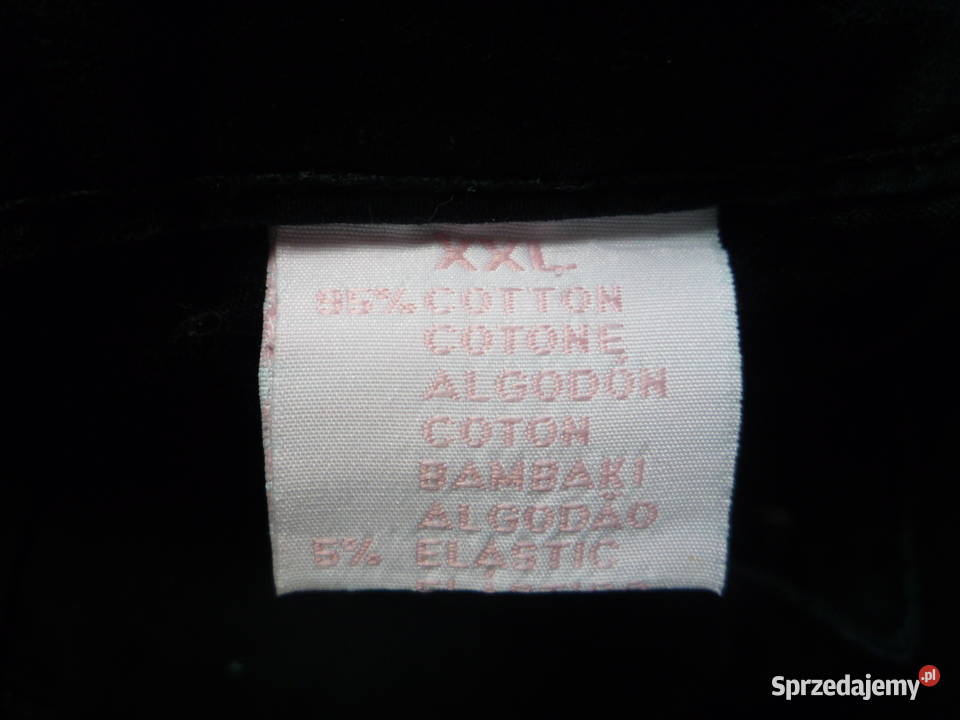 XXL
95% COTTON
COTONE
ALGODÓN
COTON
BAMBAKI
ALGODÃO
5% ELASTIC
Sprzedajemy.pl